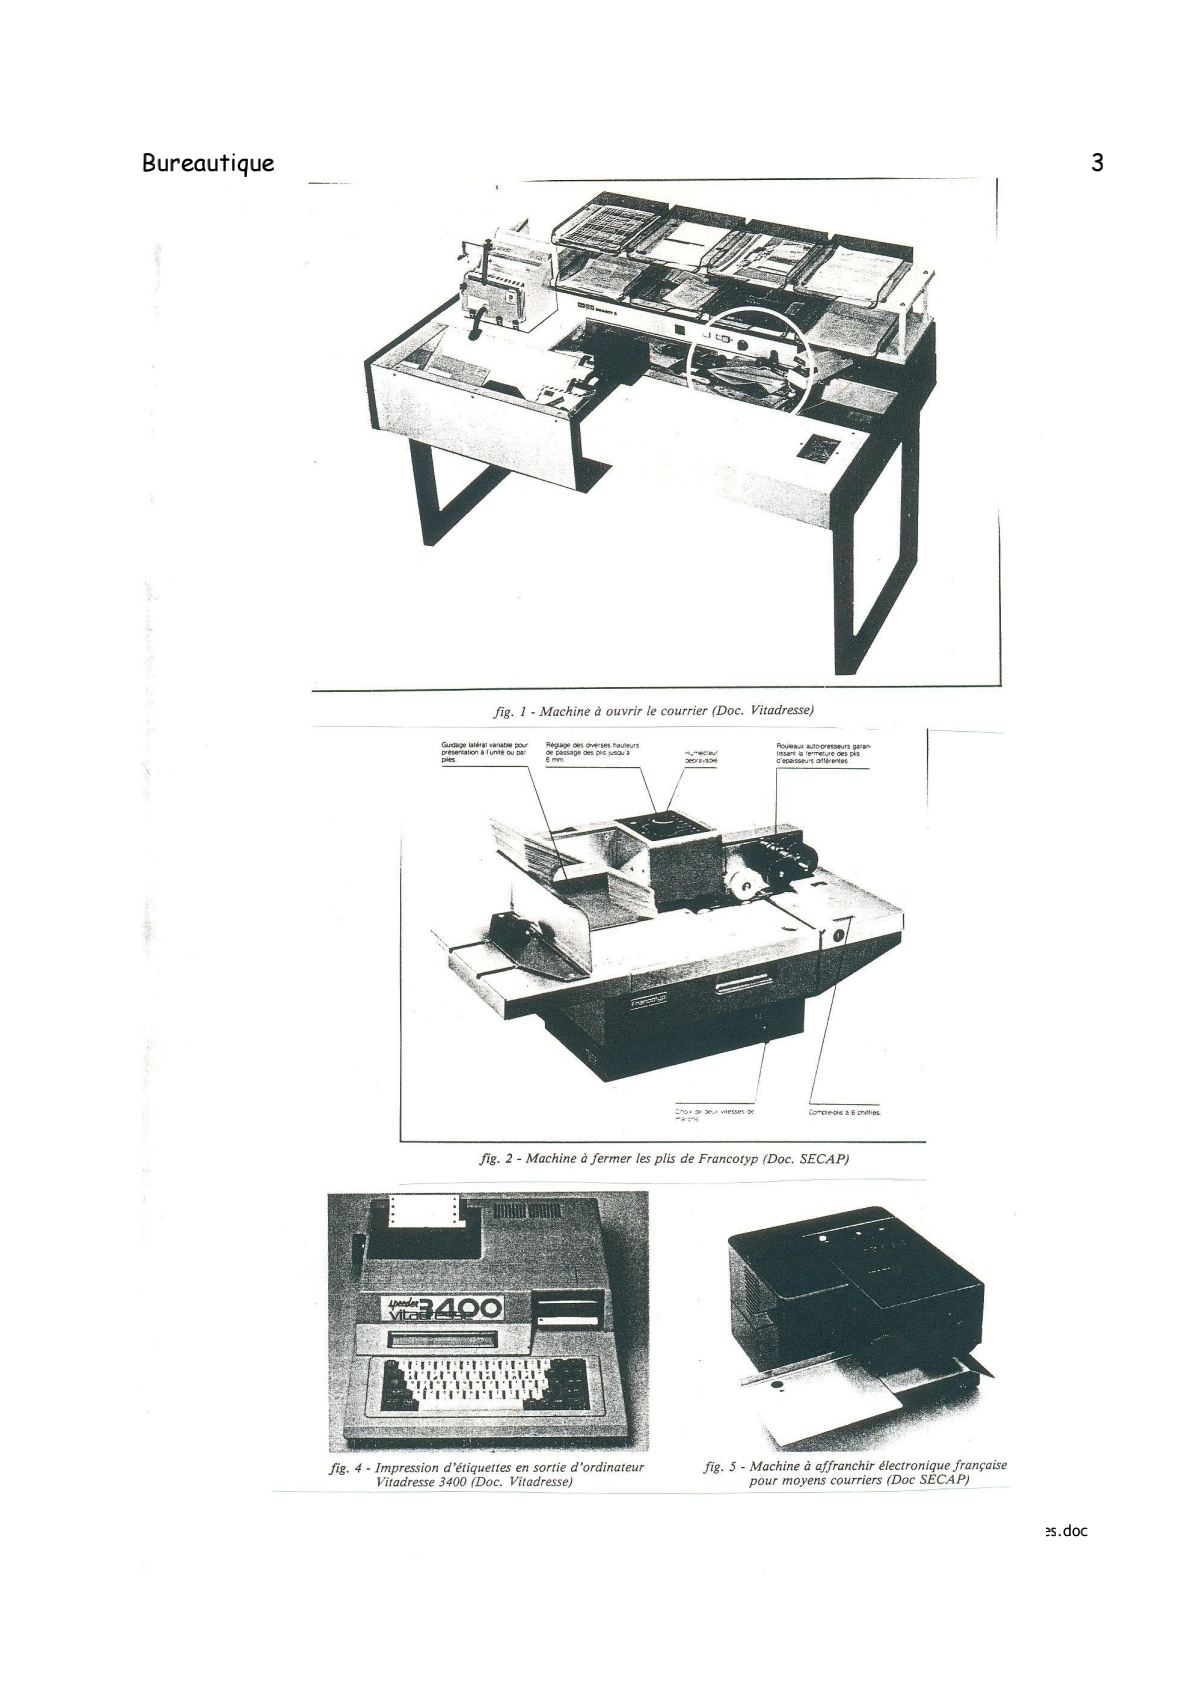 Bureautique 3
fig. 1 - Machine à ouvrir le courrier (Doc. Vitadresse)
Guidage latéral variable pour
présentation à l'unité ou par
piles.
Réglage des diverses hauteurs
de passage des plis jusqu'à
6 mm.
Humecteur
Rouleaux auto-presseurs garan-
tissant la fermeture des plis
d'épaisseurs différentes.
Francotyp
Choix de deux vitesses de
marche
Compte-plis à 6 chiffres.
fig. 2 - Machine à fermer les plis de Francotyp (Doc. SECAP)
speeder 3400
vitadresse
fig. 4 - Impression d'étiquettes en sortie d'ordinateur
Vitadresse 3400 (Doc. Vitadresse)
fig. 5 - Machine à affranchir électronique française
pour moyens courriers (Doc SECAP)
es.doc